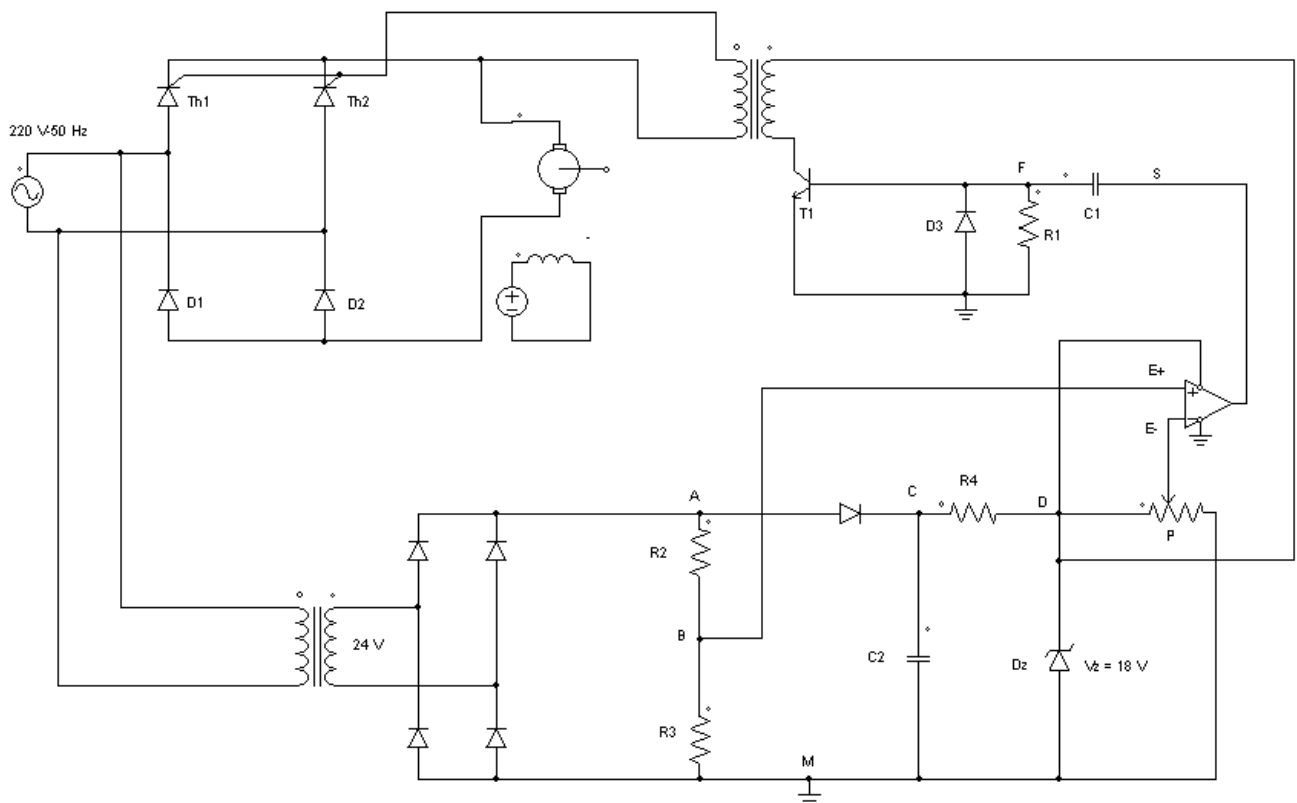 Th1
Th2
220 V-50 Hz
F
S
T1
D3
R1
C1
D1
D2
-
E+
+
-
E-
A
C
R4
D
P
R2
B
24 V
C2
Dz
Vz = 18 V
R3
M